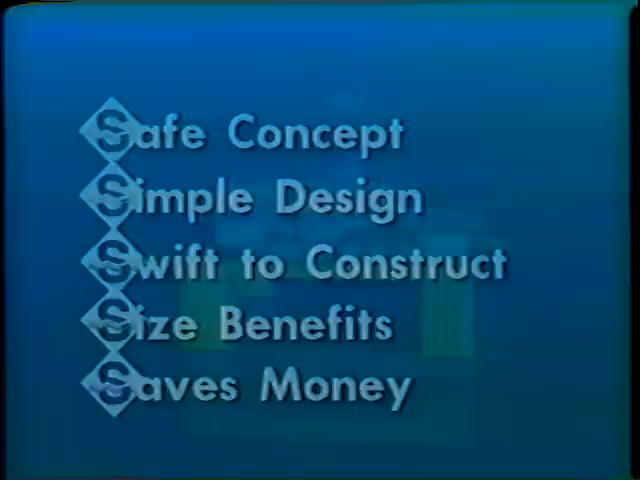 Safe Concept
Simple Design
Swift to Construct
Size Benefits
Saves Money